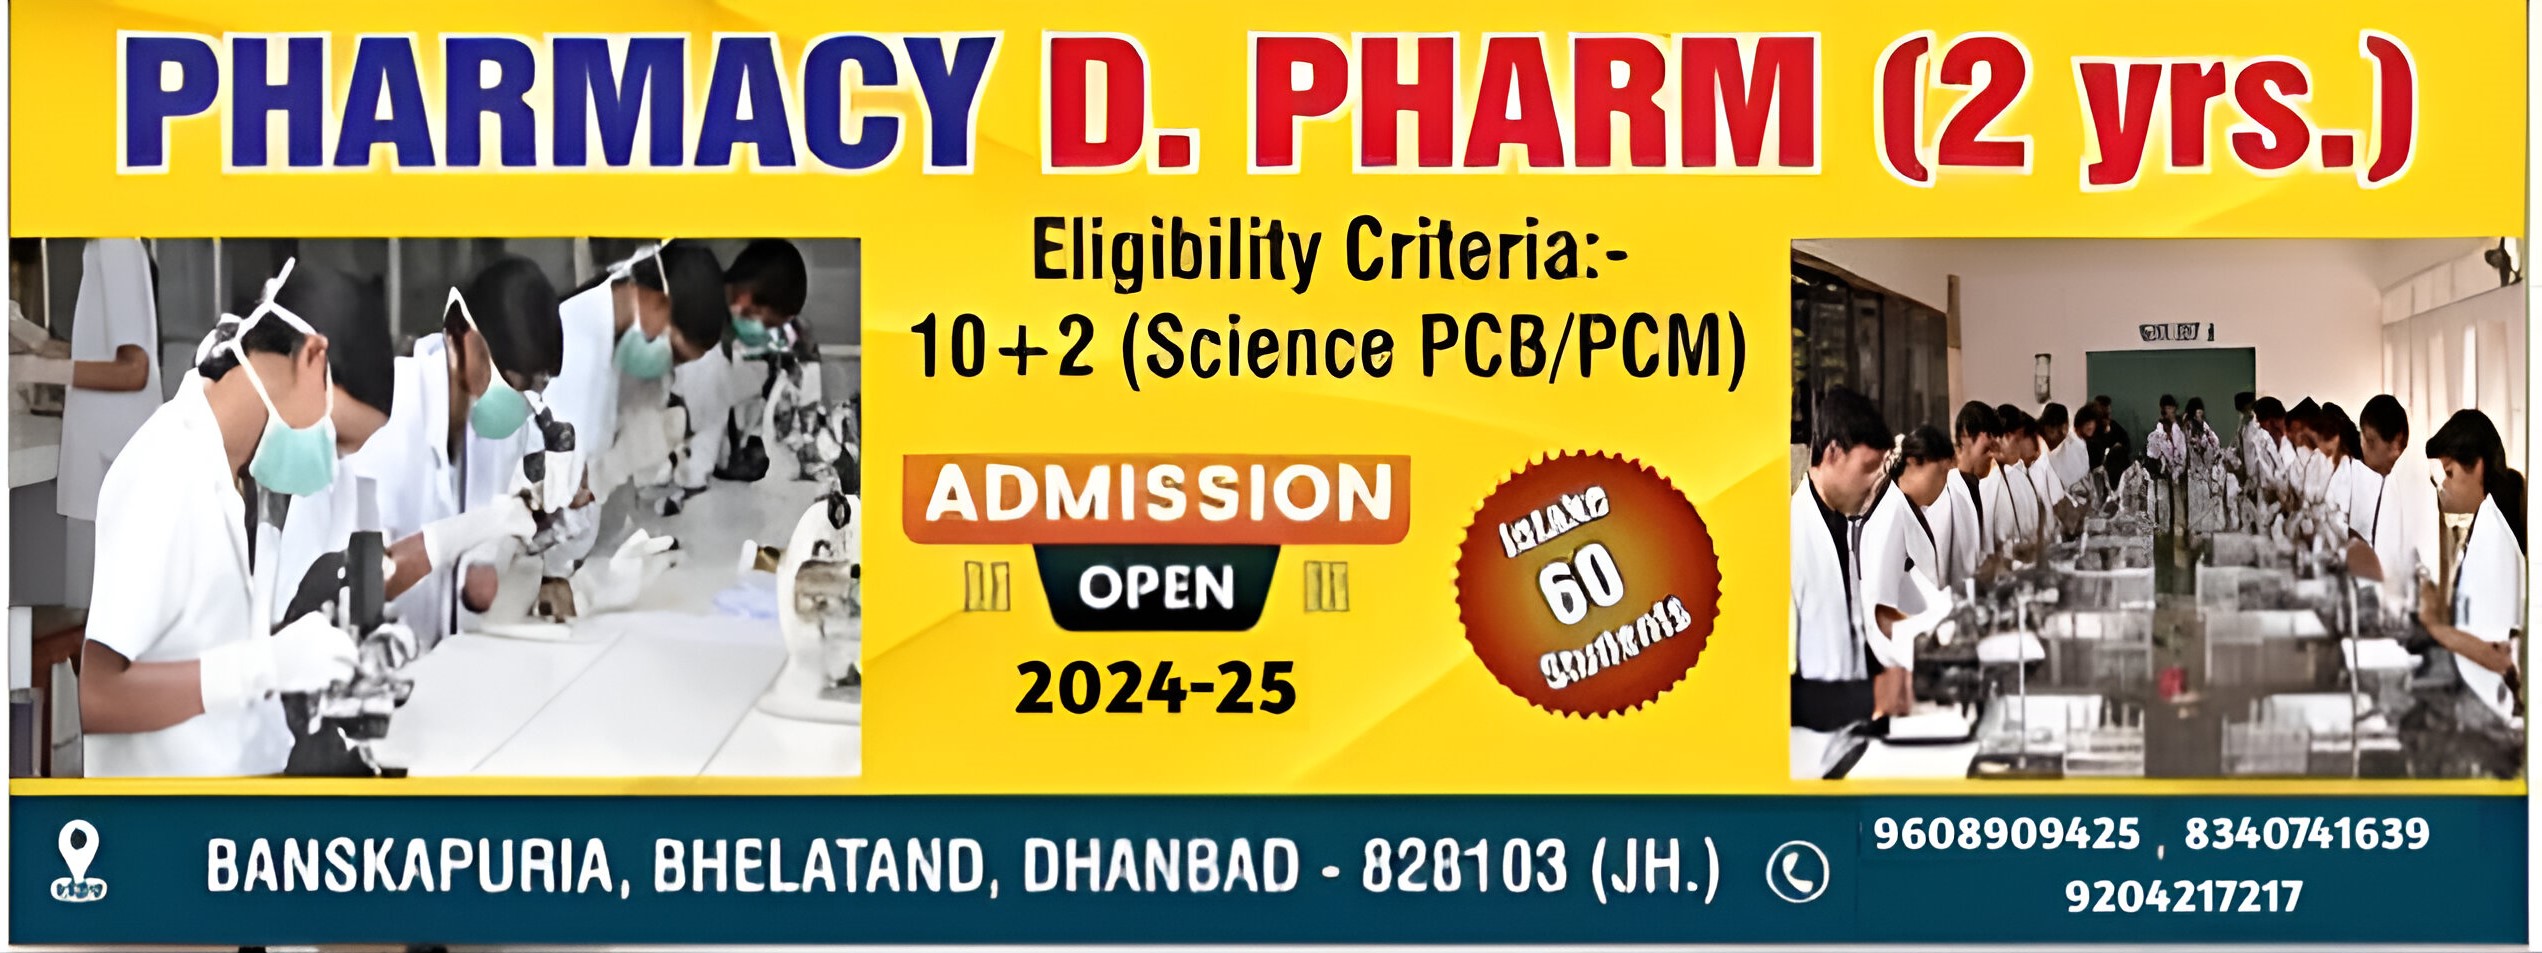 PHARMACY D. PHARM (2 yrs.)
Eligibility Criteria:-
10+2 (Science PCB/PCM)
ADMISSION
OPEN
2024-25
60
BANSKAPURIA, BHELATAND, DHANBAD - 828103 (JH.)
9608909425 , 8340741639
9204217217